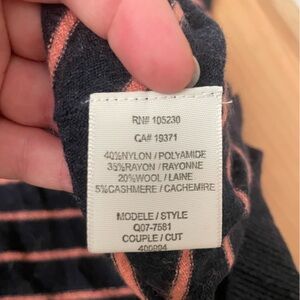 RN# 105230
CA# 19371
40%NYLON / POLYAMIDE
35%RAYON / RAYONNE
20%WOOL / LAINE
5%CASHMERE / CACHEMIRE
MODELE / STYLE
Q07-7581
COUPLE / CUT
400894